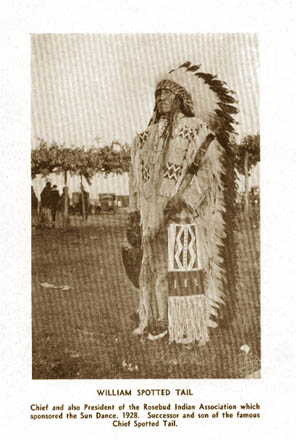 WILLIAM SPOTTED TAIL
Chief and also President of the Rosebud Indian Association which
sponsored the Sun Dance, 1928. Successor and son of the famous
Chief Spotted Tail.